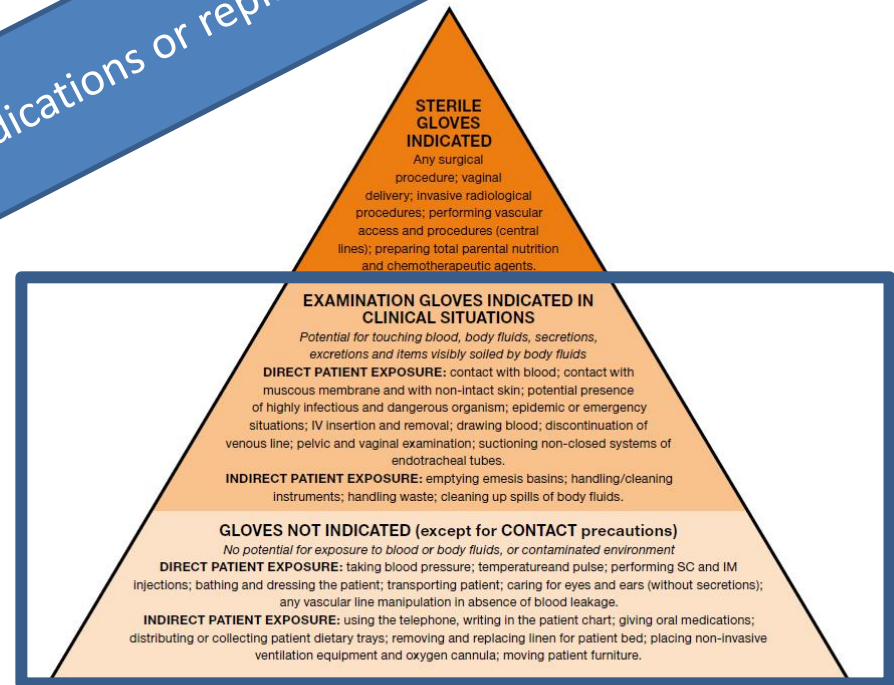 dications or repl
STERILE
GLOVES
INDICATED
Any surgical
procedure; vaginal
delivery; invasive radiological
procedures; performing vascular
access and procedures (central
lines); preparing total parental nutrition
and chemotherapeutic agents.
EXAMINATION GLOVES INDICATED IN
CLINICAL SITUATIONS
Potential for touching blood, body fluids, secretions,
excretions and items visibly soiled by body fluids
DIRECT PATIENT EXPOSURE: contact with blood; contact with
muscous membrane and with non-intact skin; potential presence
of highly infectious and dangerous organism; epidemic or emergency
situations; IV insertion and removal; drawing blood; discontinuation of
venous line; pelvic and vaginal examination; suctioning non-closed systems of
endotracheal tubes.
INDIRECT PATIENT EXPOSURE: emptying emesis basins; handling/cleaning
instruments; handling waste; cleaning up spills of body fluids.
GLOVES NOT INDICATED (except for CONTACT precautions)
No potential for exposure to blood or body fluids, or contaminated environment
DIRECT PATIENT EXPOSURE: taking blood pressure; temperatureand pulse; performing SC and IM
injections; bathing and dressing the patient; transporting patient; caring for eyes and ears (without secretions);
any vascular line manipulation in absence of blood leakage.
INDIRECT PATIENT EXPOSURE: using the telephone, writing in the patient chart; giving oral medications;
distributing or collecting patient dietary trays; removing and replacing linen for patient bed; placing non-invasive
ventilation equipment and oxygen cannula; moving patient furniture.